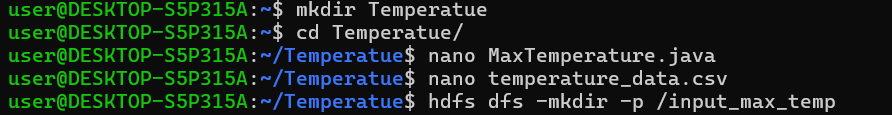 user@DESKTOP-S5P315A:~$ mkdir Temperatue
user@DESKTOP-S5P315A:~$ cd Temperatue/
user@DESKTOP-S5P315A:~/Temperatue$ nano MaxTemperature.java
user@DESKTOP-S5P315A:~/Temperatue$ nano temperature_data.csv
user@DESKTOP-S5P315A:~/Temperatue$ hdfs dfs -mkdir -p /input_max_temp